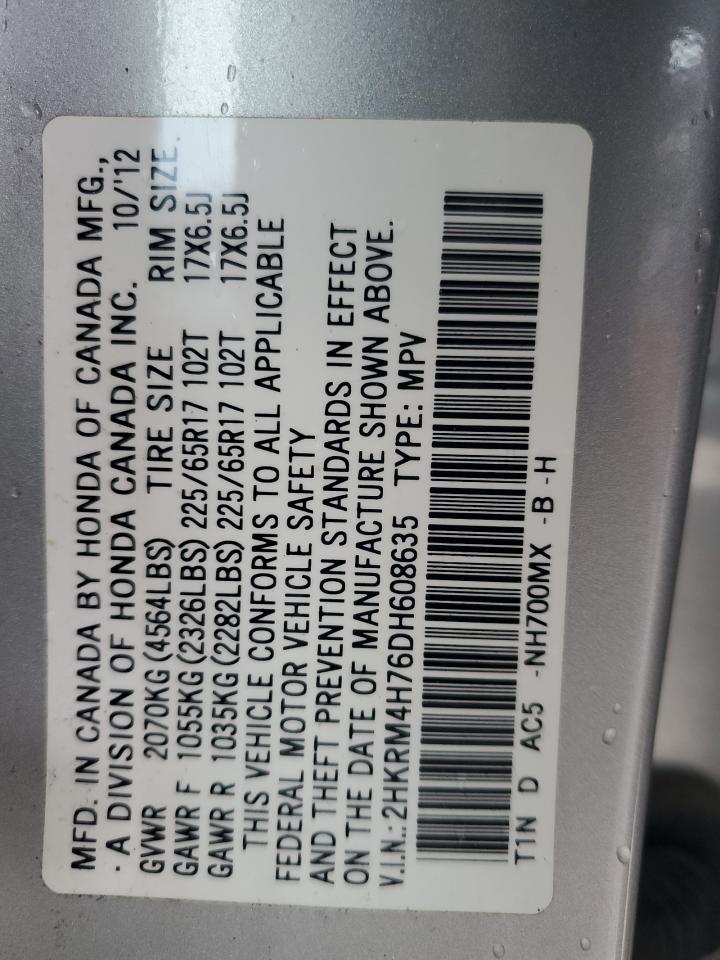 MFD. IN CANADA BY HONDA OF CANADA MFG.,
A DIVISION OF HONDA CANADA INC. 10/'12
GVWR 2070KG (4564LBS) TIRE SIZE RIM SIZE.
GAWR F 1055KG (2326LBS) 225/65R17 102T 17X6.5J
GAWR R 1035KG (2282LBS) 225/65R17 102T 17X6.5J
THIS VEHICLE CONFORMS TO ALL APPLICABLE
FEDERAL MOTOR VEHICLE SAFETY
AND THEFT PREVENTION STANDARDS IN EFFECT
ON THE DATE OF MANUFACTURE SHOWN ABOVE.
V.I.N.: 2HKRM4H76DH608635 TYPE: MPV
T1N D AC5 -NH700MX -B -H